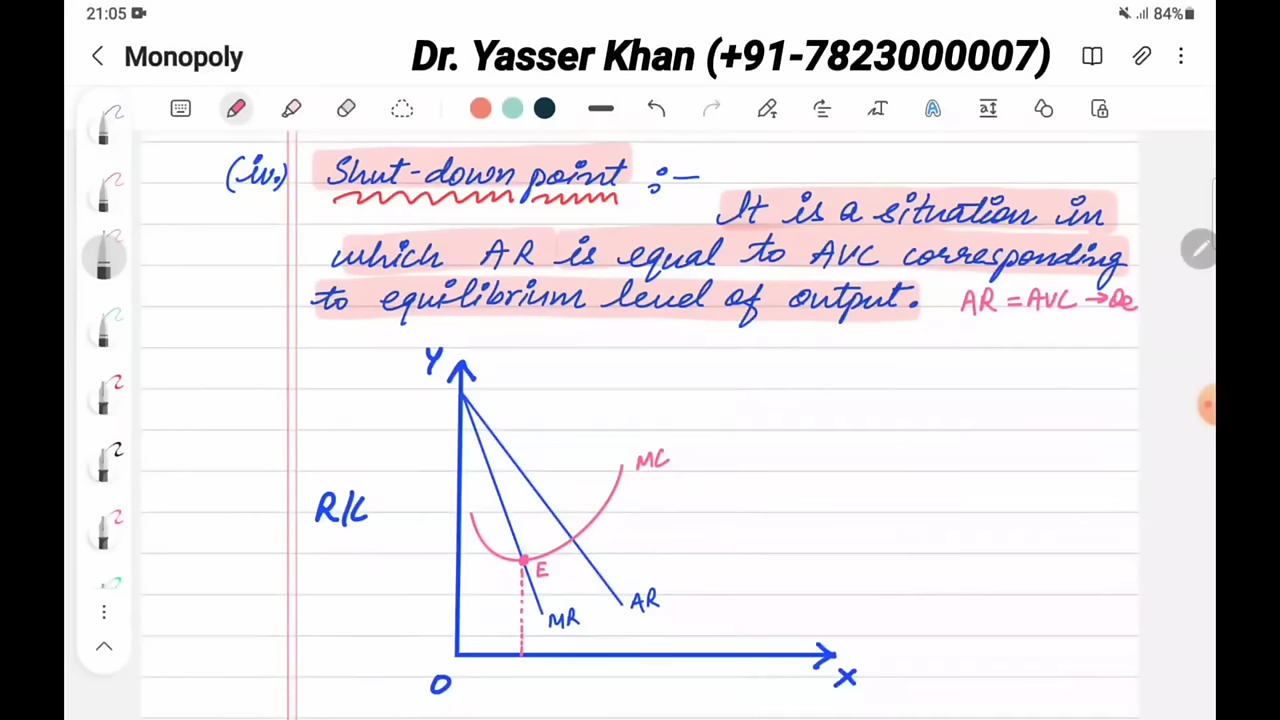 21:05
84%
Monopoly
Dr. Yasser Khan (+91-7823000007)
(iv.) Shut-down point :-
It is a situation in
which AR is equal to AVC corresponding
to equilibrium level of output. AR = AVC → Qe
Y
MC
R/C
E
AR
MR
O
X